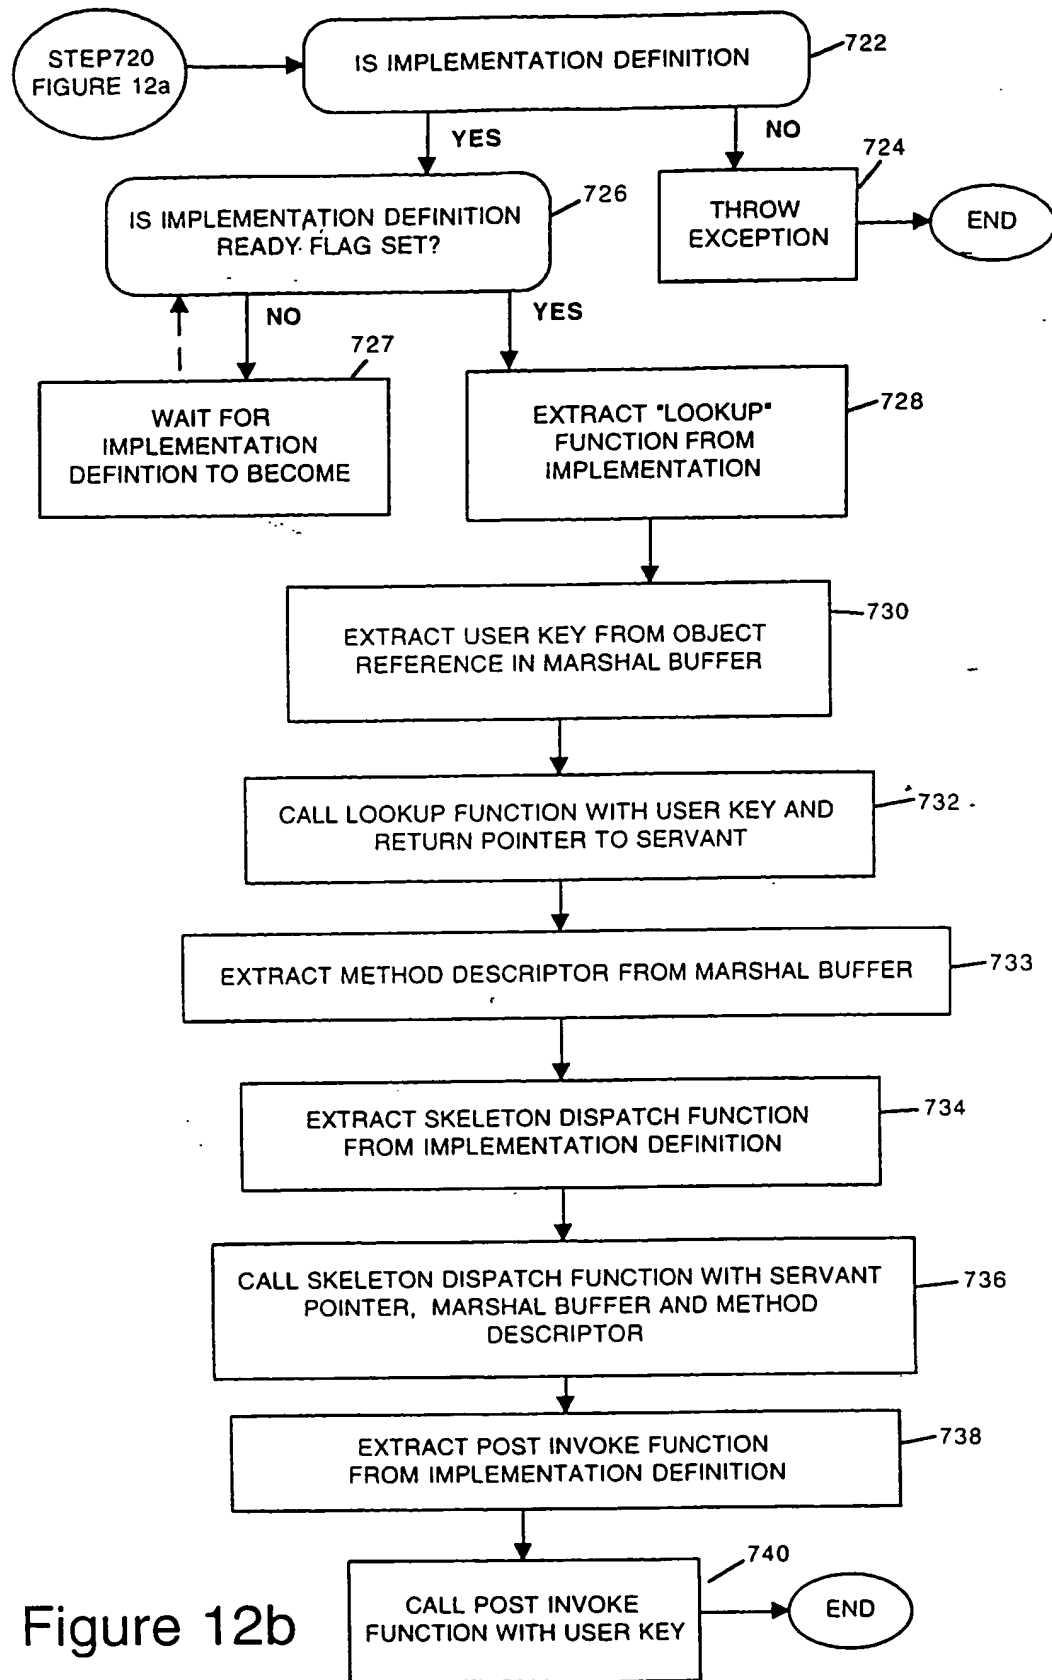 STEP720
FIGURE 12a
IS IMPLEMENTATION DEFINITION
722
YES
NO
724
IS IMPLEMENTATION DEFINITION
READY FLAG SET?
726
THROW
EXCEPTION
END
NO
YES
727
WAIT FOR
IMPLEMENTATION
DEFINTION TO BECOME
EXTRACT "LOOKUP"
FUNCTION FROM
IMPLEMENTATION
728
EXTRACT USER KEY FROM OBJECT
REFERENCE IN MARSHAL BUFFER
730
CALL LOOKUP FUNCTION WITH USER KEY AND
RETURN POINTER TO SERVANT
732
EXTRACT METHOD DESCRIPTOR FROM MARSHAL BUFFER
733
EXTRACT SKELETON DISPATCH FUNCTION
FROM IMPLEMENTATION DEFINITION
734
CALL SKELETON DISPATCH FUNCTION WITH SERVANT
POINTER, MARSHAL BUFFER AND METHOD
DESCRIPTOR
736
EXTRACT POST INVOKE FUNCTION
FROM IMPLEMENTATION DEFINITION
738
740
CALL POST INVOKE
FUNCTION WITH USER KEY
END
Figure 12b